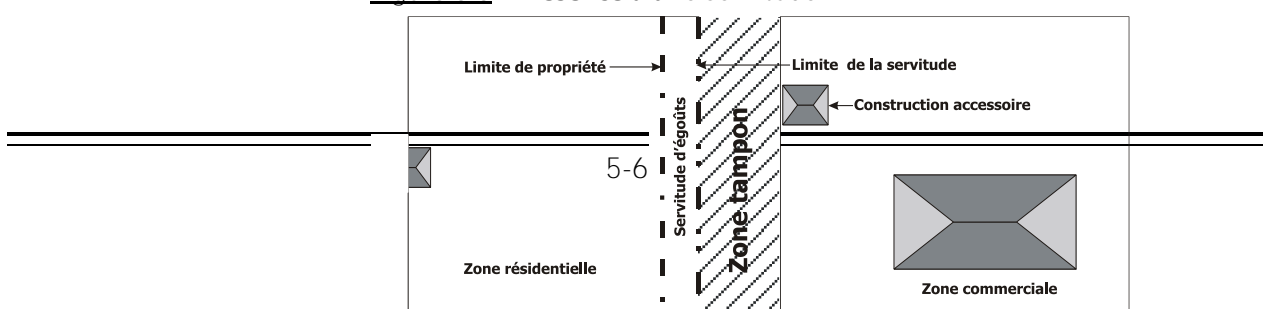 Limite de propriété
Limite de la servitude
Construction accessoire
Servitude d'égoûts
Zone tampon
5-6
Zone résidentielle
Zone commerciale